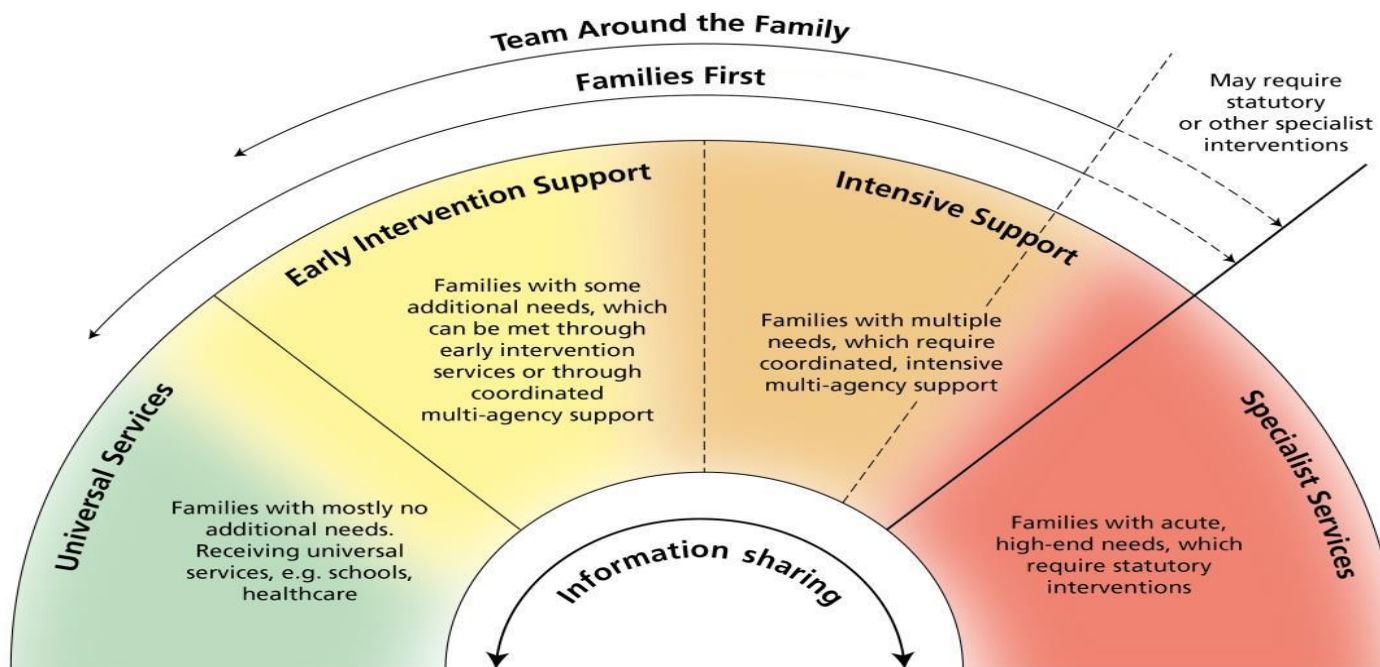 Team Around the Family
Families First
May require
statutory
or other specialist
interventions
Universal Services
Families with mostly no
additional needs.
Receiving universal
services, e.g. schools,
healthcare
Early Intervention Support
Families with some
additional needs, which
can be met through
early intervention
services or through
coordinated
multi-agency support
Intensive Support
Families with multiple
needs, which require
coordinated, intensive
multi-agency support
Specialist Services
Families with acute,
high-end needs, which
require statutory
interventions
Information sharing